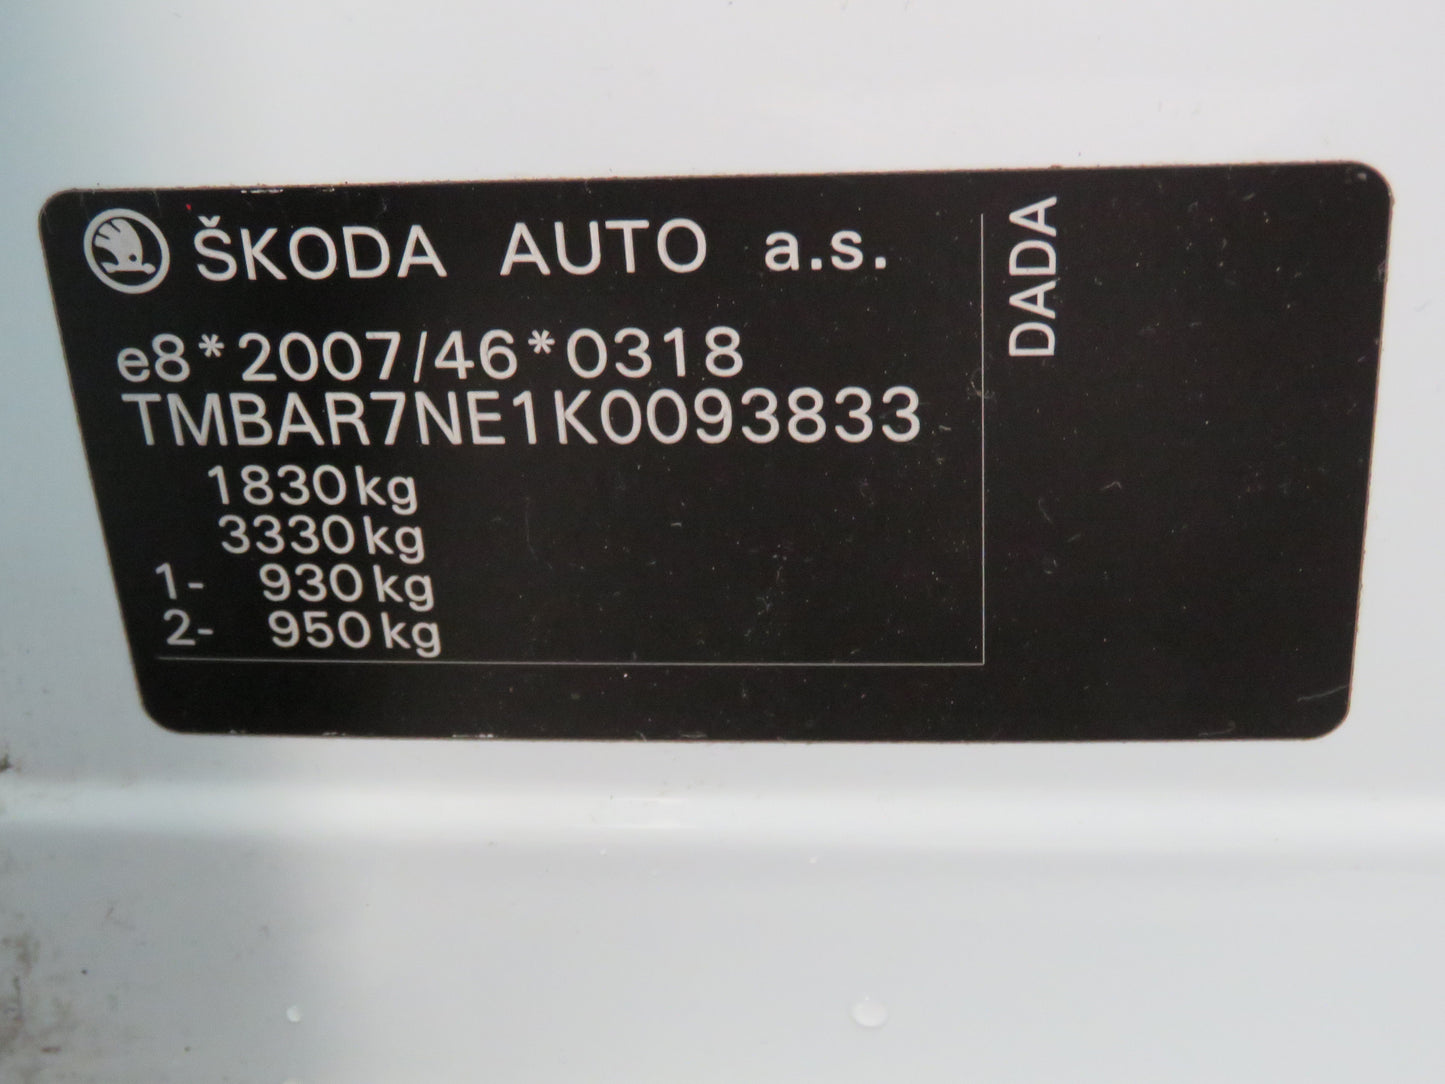 ŠKODA AUTO a.s.
e8*2007/46*0318
TMBAR7NE1K0093833
1830kg
3330kg
1- 930kg
2- 950kg
DADA